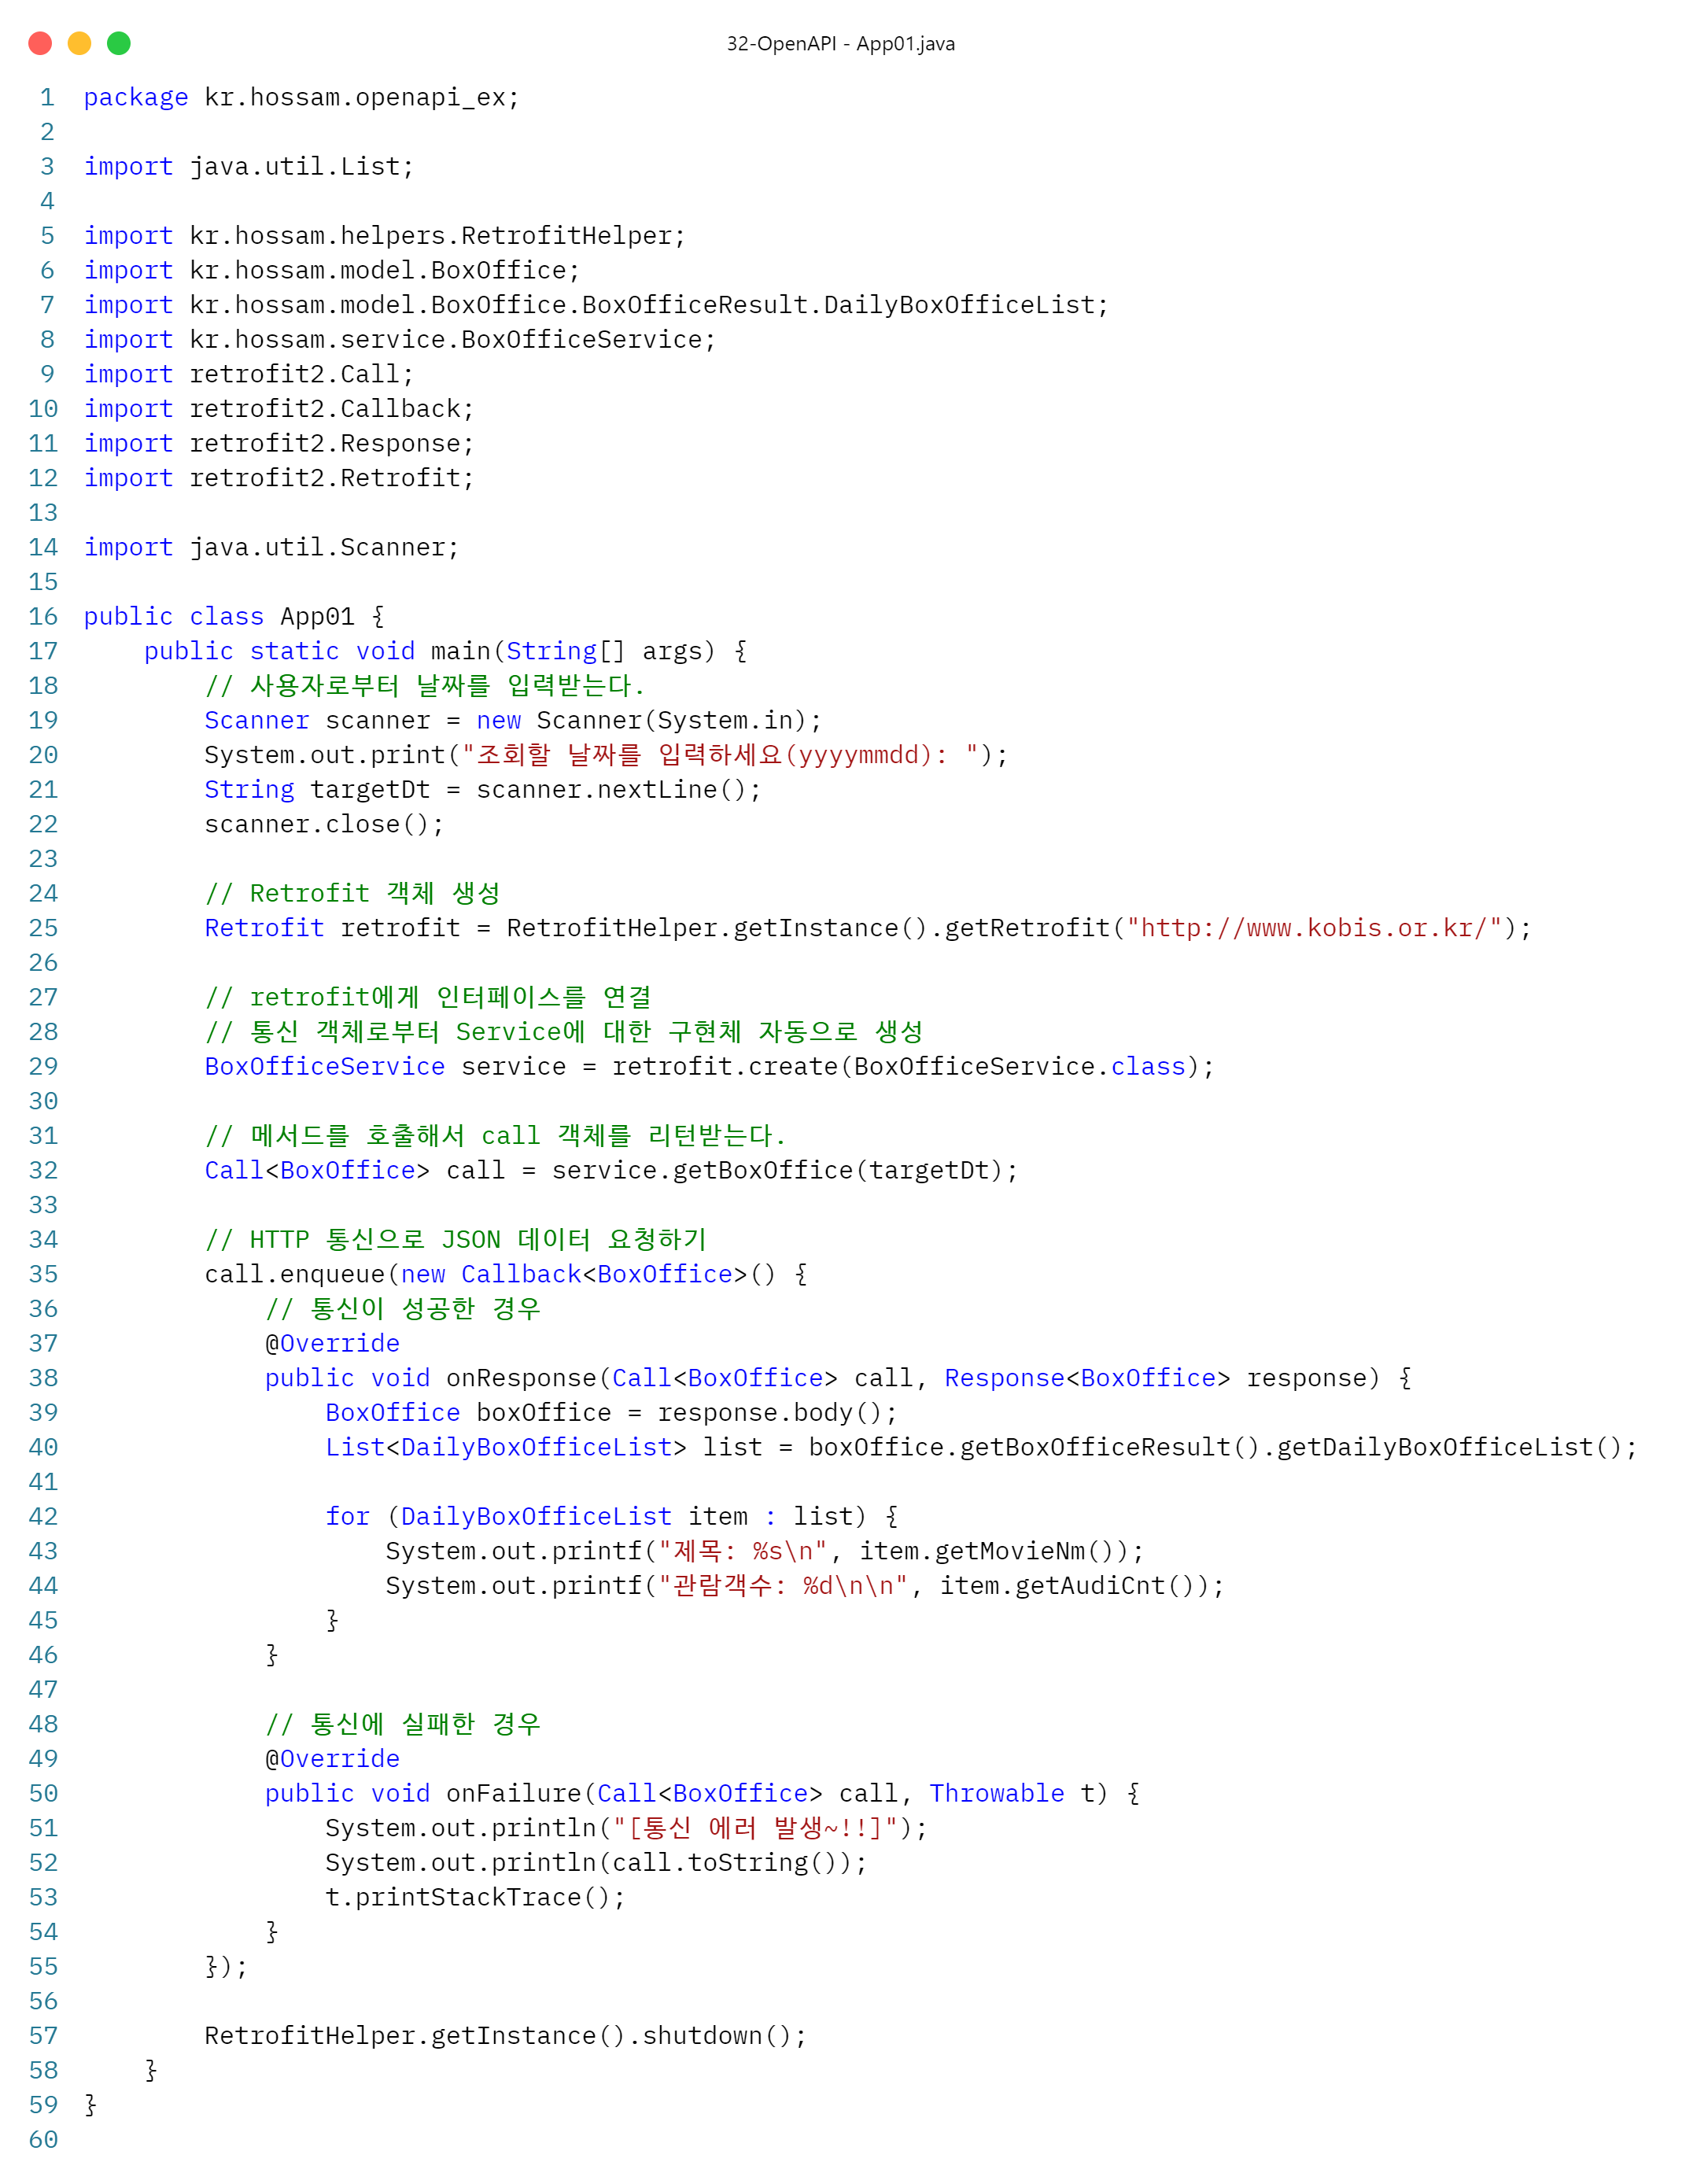 32-OpenAPI - App01.java
1 package kr.hossam.openapi_ex;
2
3 import java.util.List;
4
5 import kr.hossam.helpers.RetrofitHelper;
6 import kr.hossam.model.BoxOffice;
7 import kr.hossam.model.BoxOffice.BoxOfficeResult.DailyBoxOfficeList;
8 import kr.hossam.service.BoxOfficeService;
9 import retrofit2.Call;
10 import retrofit2.Callback;
11 import retrofit2.Response;
12 import retrofit2.Retrofit;
13
14 import java.util.Scanner;
15
16 public class App01 {
17     public static void main(String[] args) {
18         // 사용자로부터 날짜를 입력받는다.
19         Scanner scanner = new Scanner(System.in);
20         System.out.print("조회할 날짜를 입력하세요(yyyymmdd): ");
21         String targetDt = scanner.nextLine();
22         scanner.close();
23
24         // Retrofit 객체 생성
25         Retrofit retrofit = RetrofitHelper.getInstance().getRetrofit("http://www.kobis.or.kr/");
26
27         // retrofit에게 인터페이스를 연결
28         // 통신 객체로부터 Service에 대한 구현체 자동으로 생성
29         BoxOfficeService service = retrofit.create(BoxOfficeService.class);
30
31         // 메서드를 호출해서 call 객체를 리턴받는다.
32         Call<BoxOffice> call = service.getBoxOffice(targetDt);
33
34         // HTTP 통신으로 JSON 데이터 요청하기
35         call.enqueue(new Callback<BoxOffice>() {
36             // 통신이 성공한 경우
37             @Override
38             public void onResponse(Call<BoxOffice> call, Response<BoxOffice> response) {
39                 BoxOffice boxOffice = response.body();
40                 List<DailyBoxOfficeList> list = boxOffice.getBoxOfficeResult().getDailyBoxOfficeList();
41
42                 for (DailyBoxOfficeList item : list) {
43                     System.out.printf("제목: %s\n", item.getMovieNm());
44                     System.out.printf("관람객수: %d\n\n", item.getAudiCnt());
45                 }
46             }
47
48             // 통신에 실패한 경우
49             @Override
50             public void onFailure(Call<BoxOffice> call, Throwable t) {
51                 System.out.println("[통신 에러 발생~!!]");
52                 System.out.println(call.toString());
53                 t.printStackTrace();
54             }
55         });
56
57         RetrofitHelper.getInstance().shutdown();
58     }
59 }
60